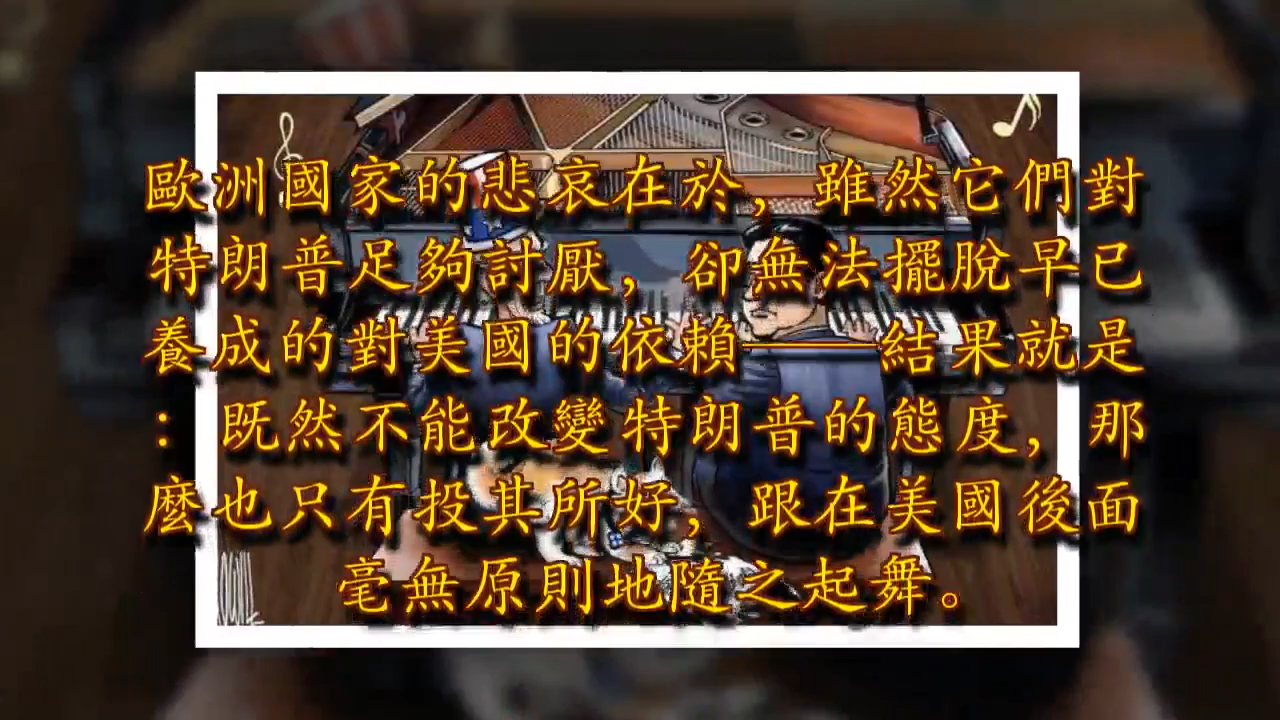 歐洲國家的悲哀在於，雖然它們對
特朗普足夠討厭，卻無法擺脫早已
養成的對美國的依賴——結果就是
：既然不能改變特朗普的態度，那
麼也只有投其所好，跟在美國後面
毫無原則地隨之起舞。